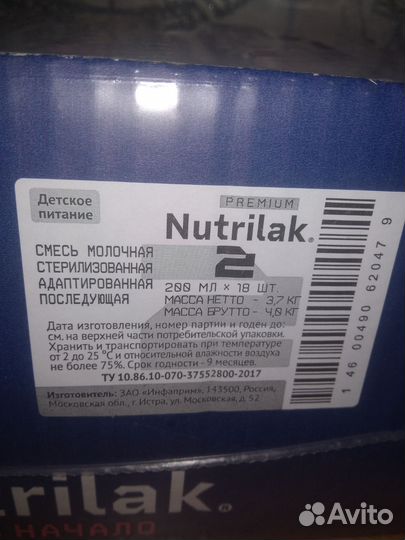 Детское
питание
PREMIUM
Nutrilak®
2
СМЕСЬ МОЛОЧНАЯ
СТЕРИЛИЗОВАННАЯ
АДАПТИРОВАННАЯ
ПОСЛЕДУЮЩАЯ
200 МЛ × 18 ШТ.
МАССА НЕТТО - 3,7 КГ
МАССА БРУТТО - 4,0 КГ
Дата изготовления, номер партии и годен до:
см. на верхней части потребительской упаковки.
Хранить и транспортировать при температуре
от 2 до 25 °С и относительной влажности воздуха
не более 75%. Срок годности - 9 месяцев.
ТУ 10.86.10-070-37552800-2017
Изготовитель: ЗАО «Инфаприм», 143500, Россия,
Московская обл., г. Истра, ул. Московская, д. 52
1 46 00490 62047 9
trilak®
НАЧАЛО
Avito